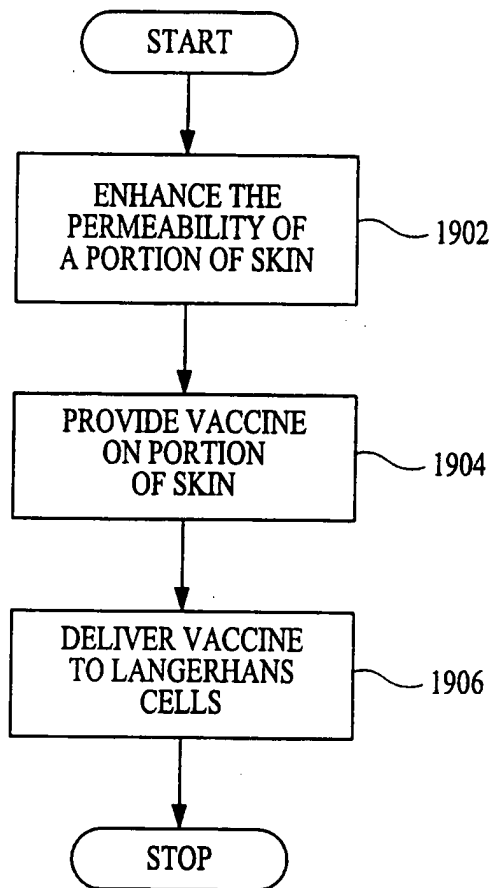 START
ENHANCE THE
PERMEABILITY OF
A PORTION OF SKIN
1902
PROVIDE VACCINE
ON PORTION
OF SKIN
1904
DELIVER VACCINE
TO LANGERHANS
CELLS
1906
STOP